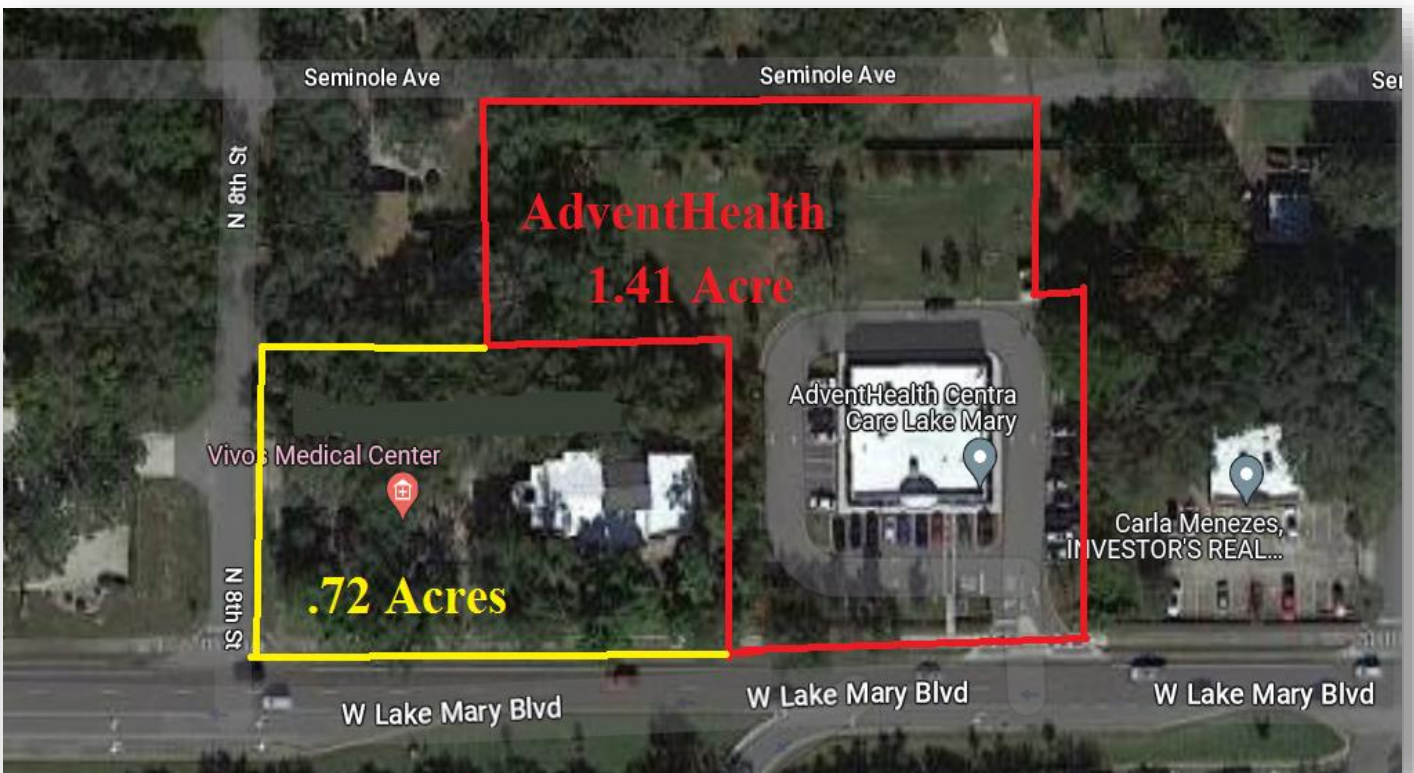 Seminole Ave
Seminole Ave
Se
N 8th St
AdventHealth
1.41 Acre
AdventHealth Centra
Care Lake Mary
Vivos Medical Center
Carla Menezes,
INVESTOR'S REAL...
N 8th St
.72 Acres
W Lake Mary Blvd
W Lake Mary Blvd
W Lake Mary Blvd